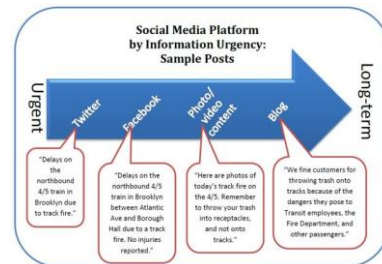 Social Media Platform
by Information Urgency:
Sample Posts
Urgent
Long-term
Twitter
Facebook
Photo/
video
content
Blog
"Delays on
the
northbound
4/5 train in
Brooklyn due
to track fire."
"Delays on the
northbound 4/5
train in Brooklyn
between Atlantic
Ave and Borough
Hall due to a track
fire. No injuries
reported."
"Here are photos of
today's track fire on
the 4/5. Remember to
throw your trash
into receptacles, and
not onto tracks."
"We fine customers for
throwing trash onto
tracks because of the
dangers they pose to
Transit employees, the
Fire Department, and
other passengers."